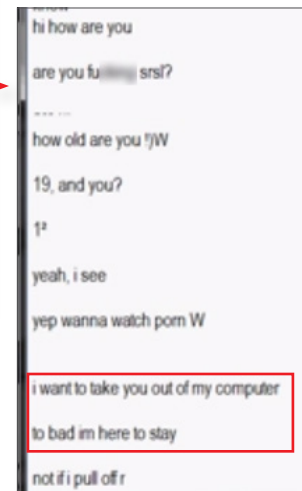 hi how are you
are you fu srsl?
how old are you
19, and you?
yeah, i see
yep wanna watch porn W
i want to take you out of my computer
to bad im here to stay
not if i pull off r